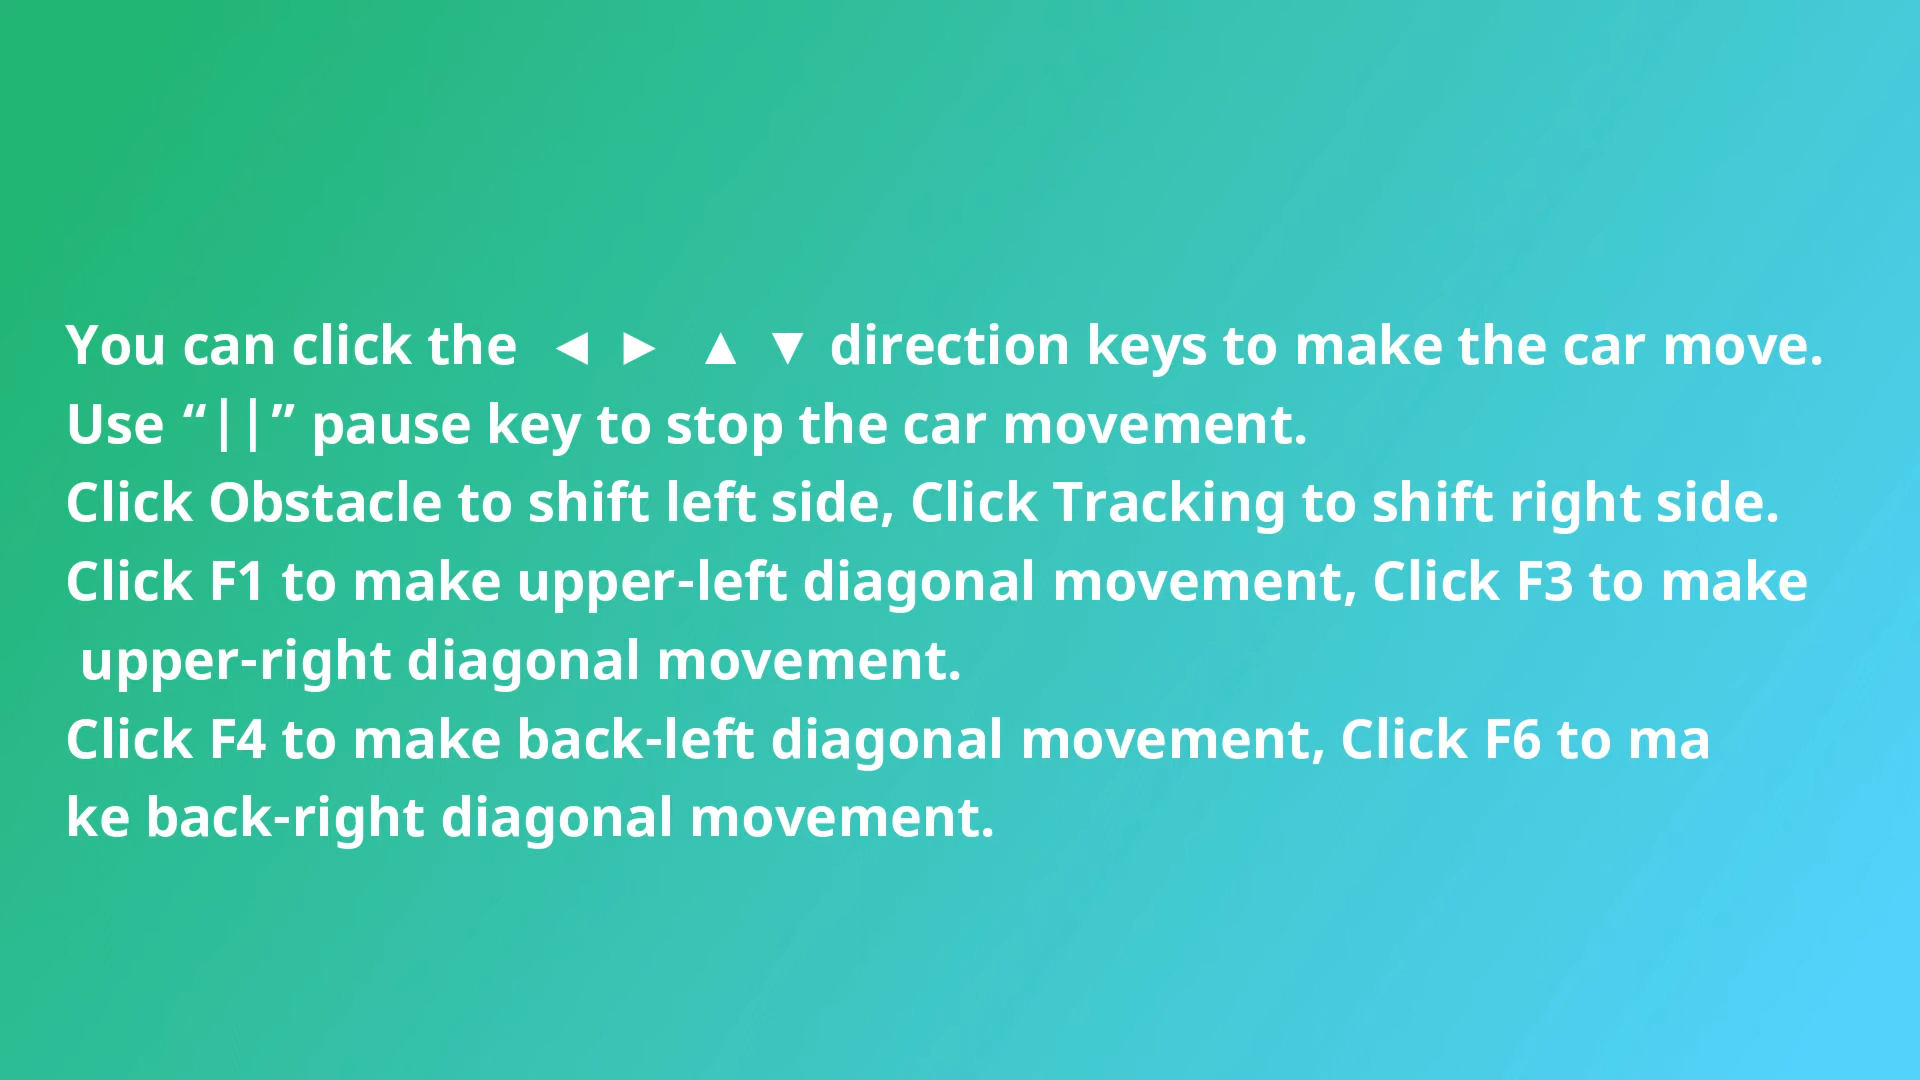 You can click the ◄ ► ▲ ▼ direction keys to make the car move.
Use “||” pause key to stop the car movement.
Click Obstacle to shift left side, Click Tracking to shift right side.
Click F1 to make upper-left diagonal movement, Click F3 to make
upper-right diagonal movement.
Click F4 to make back-left diagonal movement, Click F6 to ma
ke back-right diagonal movement.